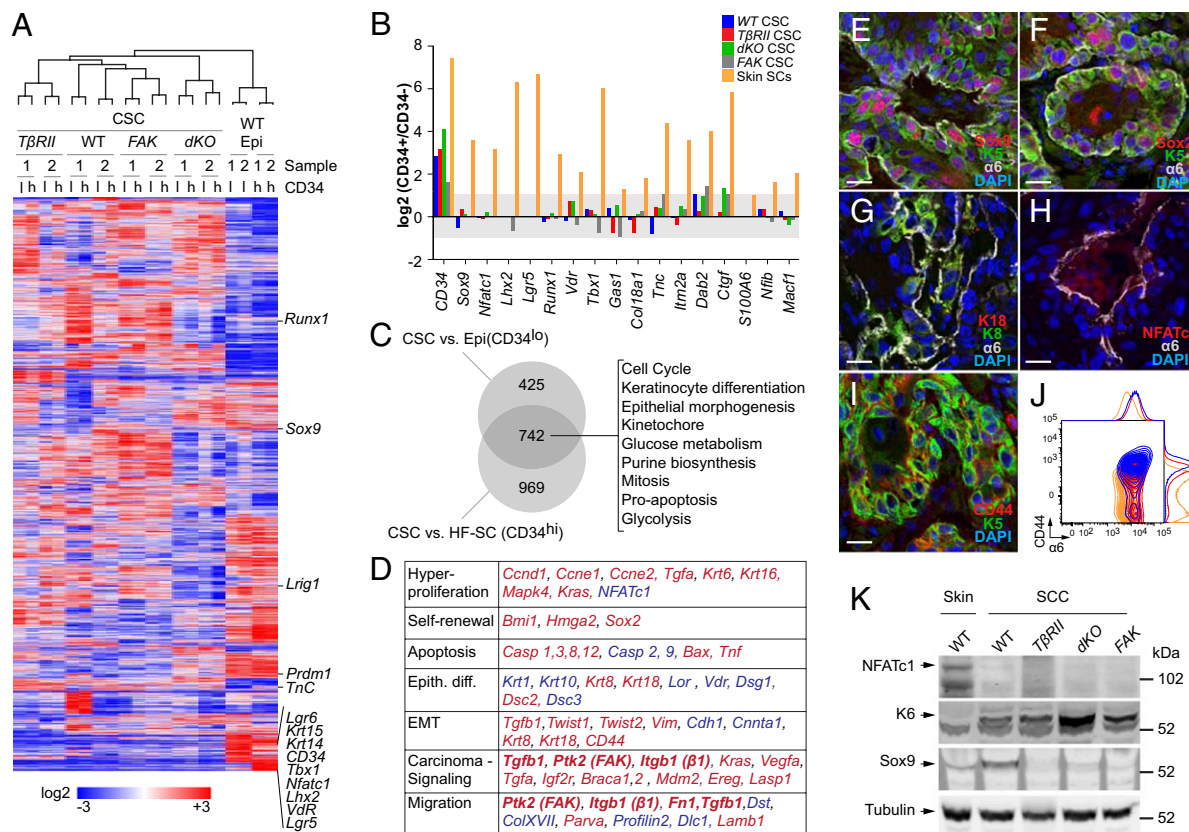 A
CSC
WT
Epi
TβRII WT FAK dKO
1 2 1 2 1 2 1 2 1 2 1 2 Sample
l h l h l h l h l h l h l h l h l l h h CD34
Runx1
Sox9
Lrig1
Prdm1
TnC
Lgr6
Krt15
Krt14
CD34
Tbx1
Nfatc1
Lhx2
VdR
Lgr5
log2
-3 +3
B
WT CSC
TβRII CSC
dKO CSC
FAK CSC
Skin SCs
log2 (CD34+/CD34-)
8
6
4
2
0
-2
CD34
Sox9
Nfatc1
Lhx2
Lgr5
Runx1
Vdr
Tbx1
Gas1
Col18a1
Tnc
Itm2a
Dab2
Ctgf
S100A6
Nfib
Macf1
C
CSC vs. Epi(CD34lo)
425
742
969
CSC vs. HF-SC (CD34hi)
Cell Cycle
Keratinocyte differentiation
Epithelial morphogenesis
Kinetochore
Glucose metabolism
Purine biosynthesis
Mitosis
Pro-apoptosis
Glycolysis
D
Hyper-
proliferation
Ccnd1, Ccne1, Ccne2, Tgfa, Krt6, Krt16,
Mapk4, Kras, NFATc1
Self-renewal
Bmi1, Hmga2, Sox2
Apoptosis
Casp 1,3,8,12, Casp 2, 9, Bax, Tnf
Epith. diff.
Krt1, Krt10, Krt8, Krt18, Lor , Vdr, Dsg1,
Dsc2, Dsc3
EMT
Tgfb1,Twist1, Twist2, Vim, Cdh1, Cnnta1,
Krt8, Krt18, CD44
Carcinoma -
Signaling
Tgfb1, Ptk2 (FAK), Itgb1 (β1), Kras, Vegfa,
Tgfa, Igf2r, Braca1,2 , Mdm2, Ereg, Lasp1
Migration
Ptk2 (FAK), Itgb1 (β1), Fn1,Tgfb1,Dst,
ColXVII, Parva, Profilin2, Dlc1, Lamb1
E
Sox9
K5
α6
DAPI
F
Sox2
K5
α6
DAPI
G
K18
K8
α6
DAPI
H
NFATc
α6
DAPI
I
CD44
K5
DAPI
J
10⁵
10⁴
10³
0
CD44
α6
0 10² 10³ 10⁴ 10⁵
K
Skin SCC
WT WT TβRII dKO FAK
kDa
NFATc1
102
K6
52
Sox9
52
Tubulin
52